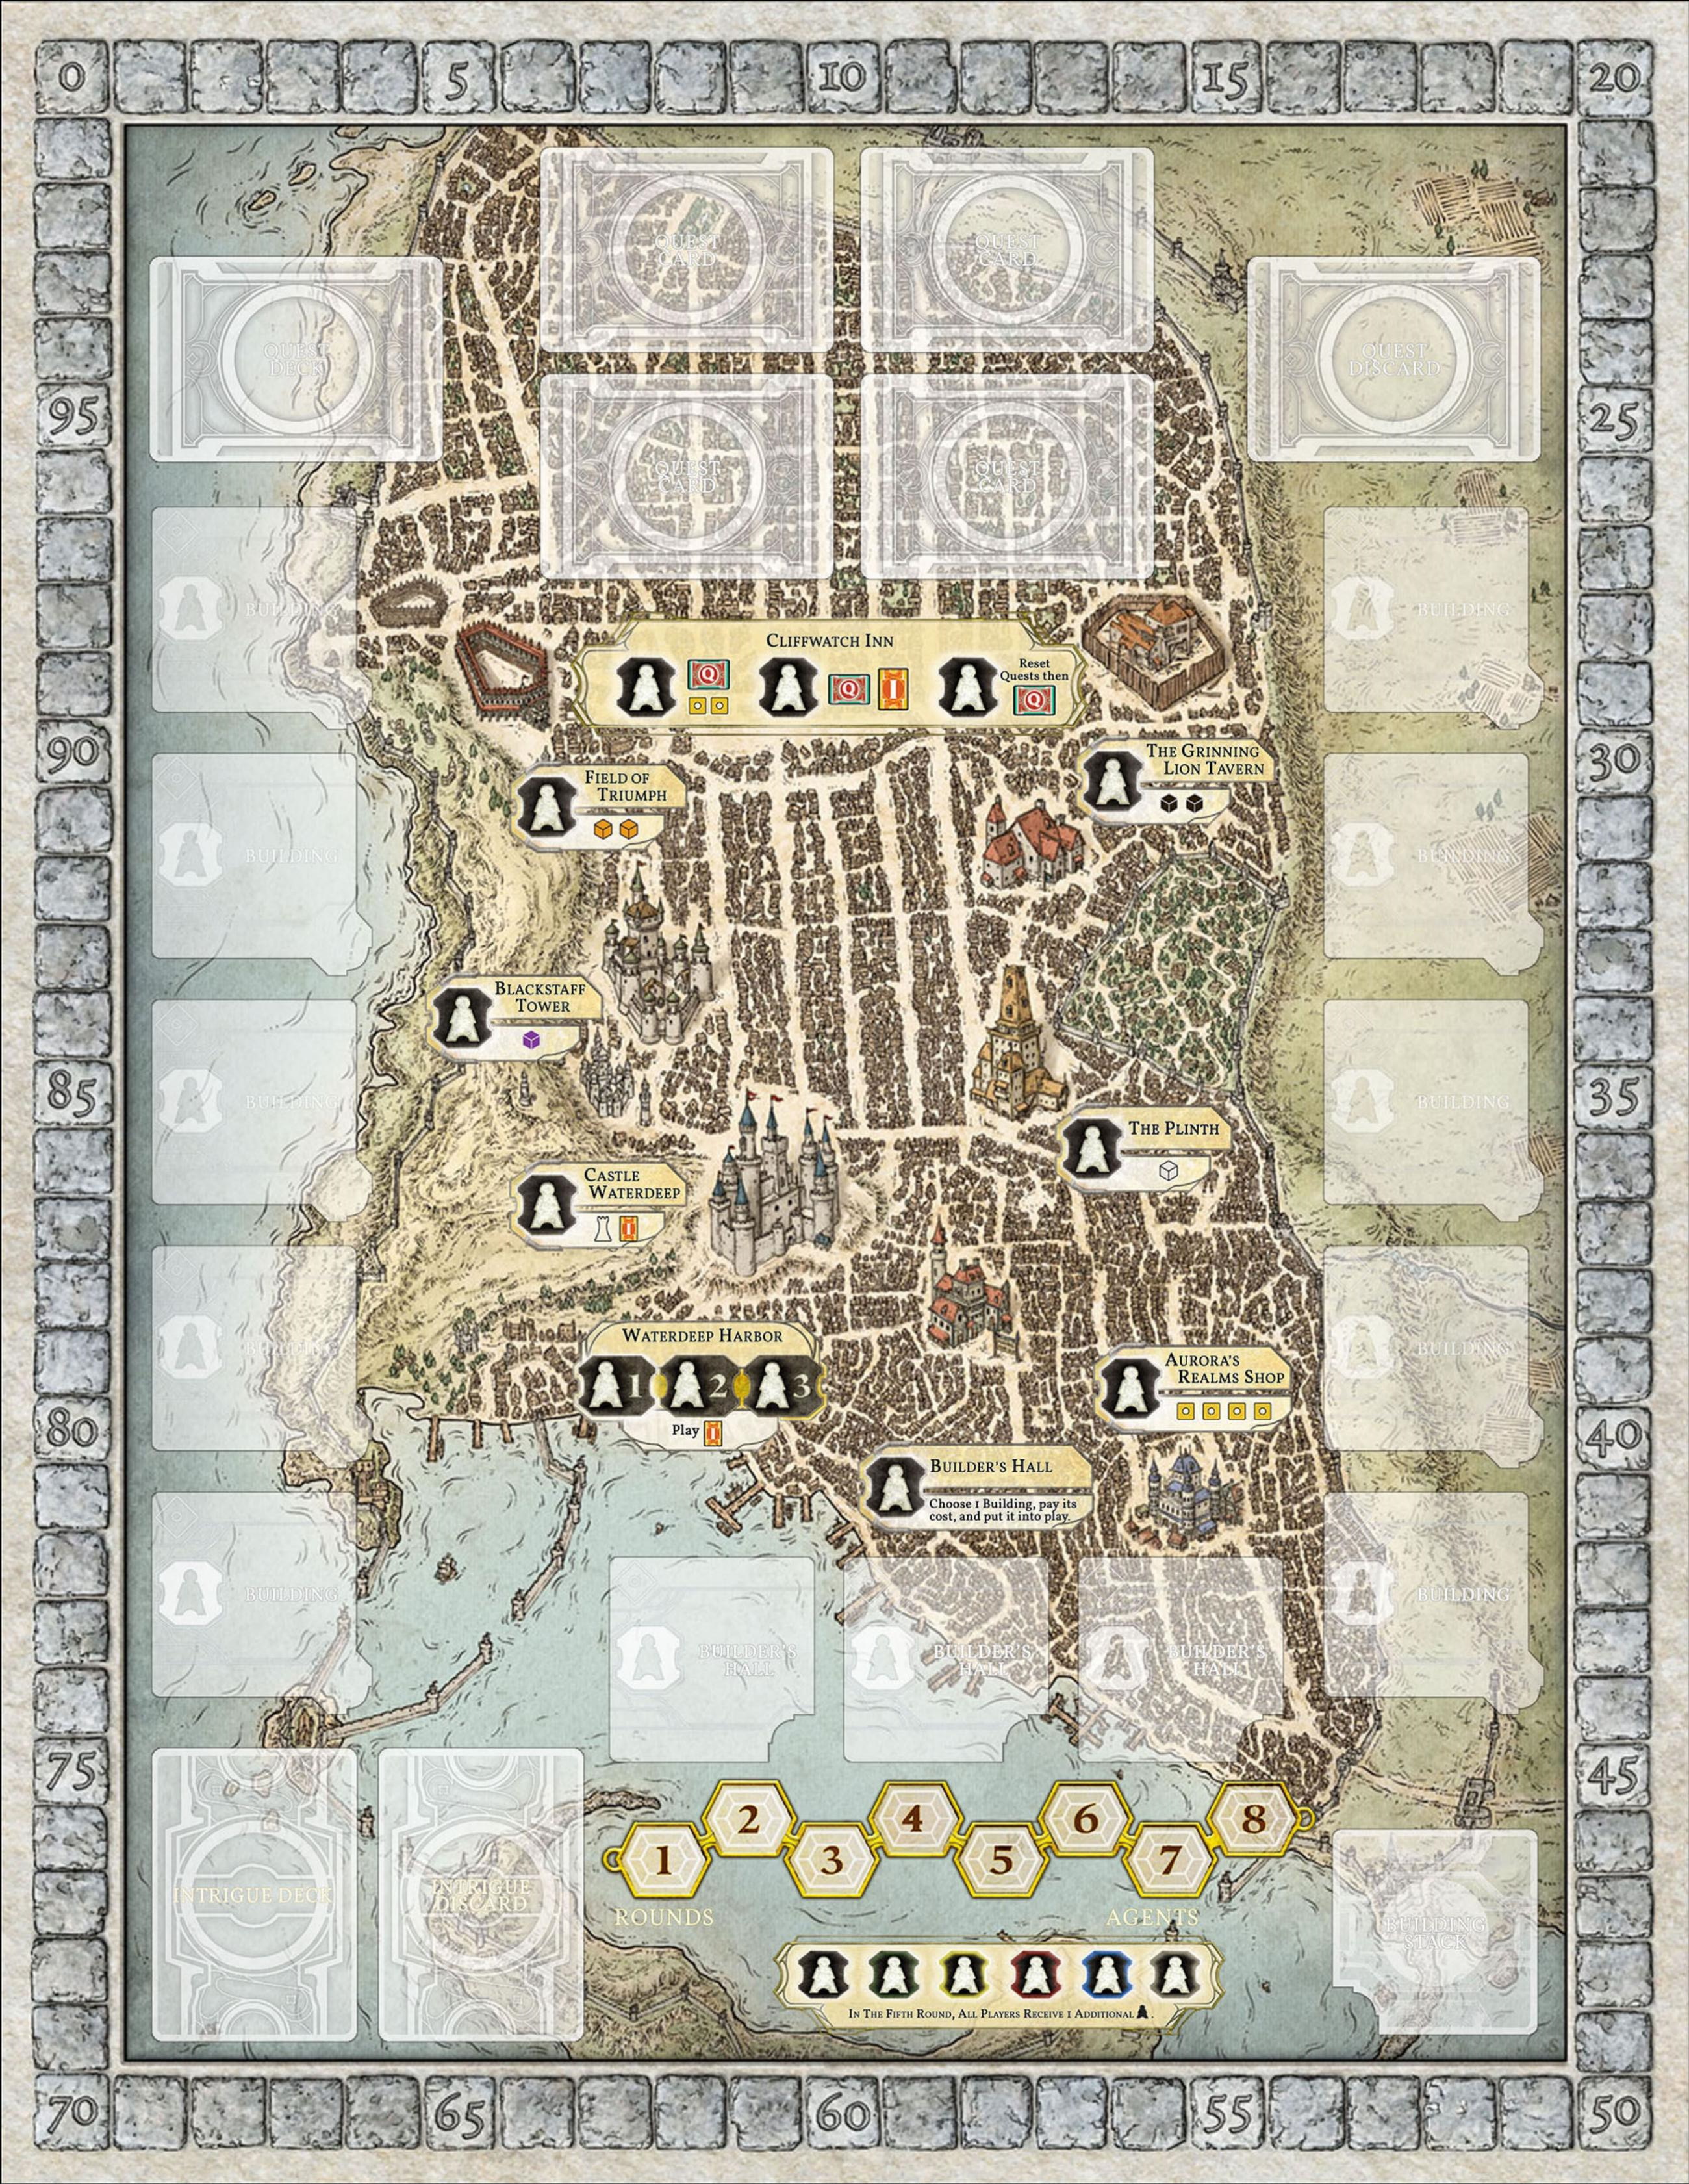 0
5
10
15
20
QUEST
CARD
QUEST
CARD
QUEST
DECK
QUEST
DISCARD
95
25
QUEST
CARD
QUEST
CARD
BUILDING
BUILDING
CLIFFWATCH INN
Q
Q
I
Reset
Quests then
Q
90
30
FIELD OF
TRIUMPH
THE GRINNING
LION TAVERN
BUILDING
BUILDING
BLACKSTAFF
TOWER
85
35
BUILDING
BUILDING
THE PLINTH
CASTLE
WATERDEEP
I
WATERDEEP HARBOR
1
2
3
Play I
BUILDING
BUILDING
AURORA'S
REALMS SHOP
80
40
BUILDER'S HALL
Choose 1 Building, pay its
cost, and put it into play.
BUILDING
BUILDING
BUILDER'S
HALL
BUILDER'S
HALL
BUILDER'S
HALL
75
45
1
2
3
4
5
6
7
8
INTRIGUE DECK
INTRIGUE
DISCARD
ROUNDS
AGENTS
BUILDING
STACK
IN THE FIFTH ROUND, ALL PLAYERS RECEIVE 1 ADDITIONAL .
70
65
60
55
50